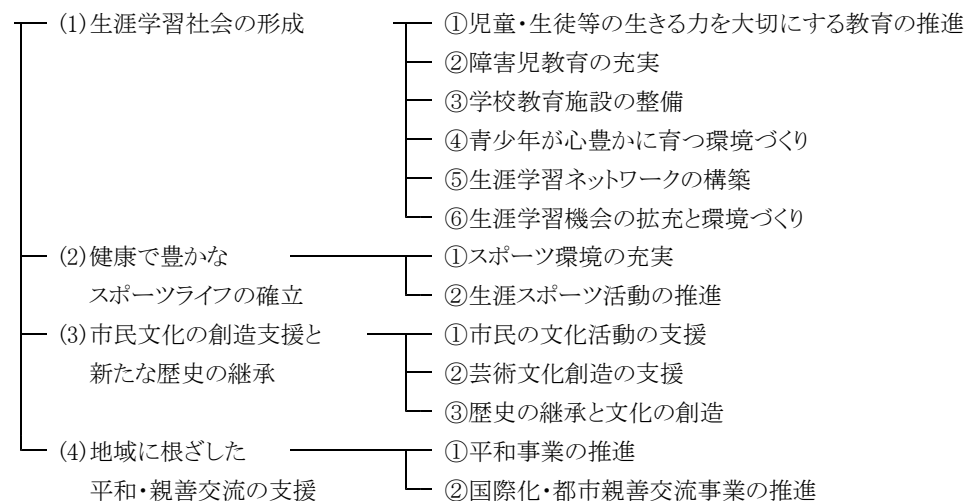 (1)生涯学習社会の形成
①児童・生徒等の生きる力を大切にする教育の推進
②障害児教育の充実
③学校教育施設の整備
④青少年が心豊かに育つ環境づくり
⑤生涯学習ネットワークの構築
⑥生涯学習機会の拡充と環境づくり
(2)健康で豊かな
スポーツライフの確立
①スポーツ環境の充実
②生涯スポーツ活動の推進
(3)市民文化の創造支援と
新たな歴史の継承
①市民の文化活動の支援
②芸術文化創造の支援
③歴史の継承と文化の創造
(4)地域に根ざした
平和・親善交流の支援
①平和事業の推進
②国際化・都市親善交流事業の推進